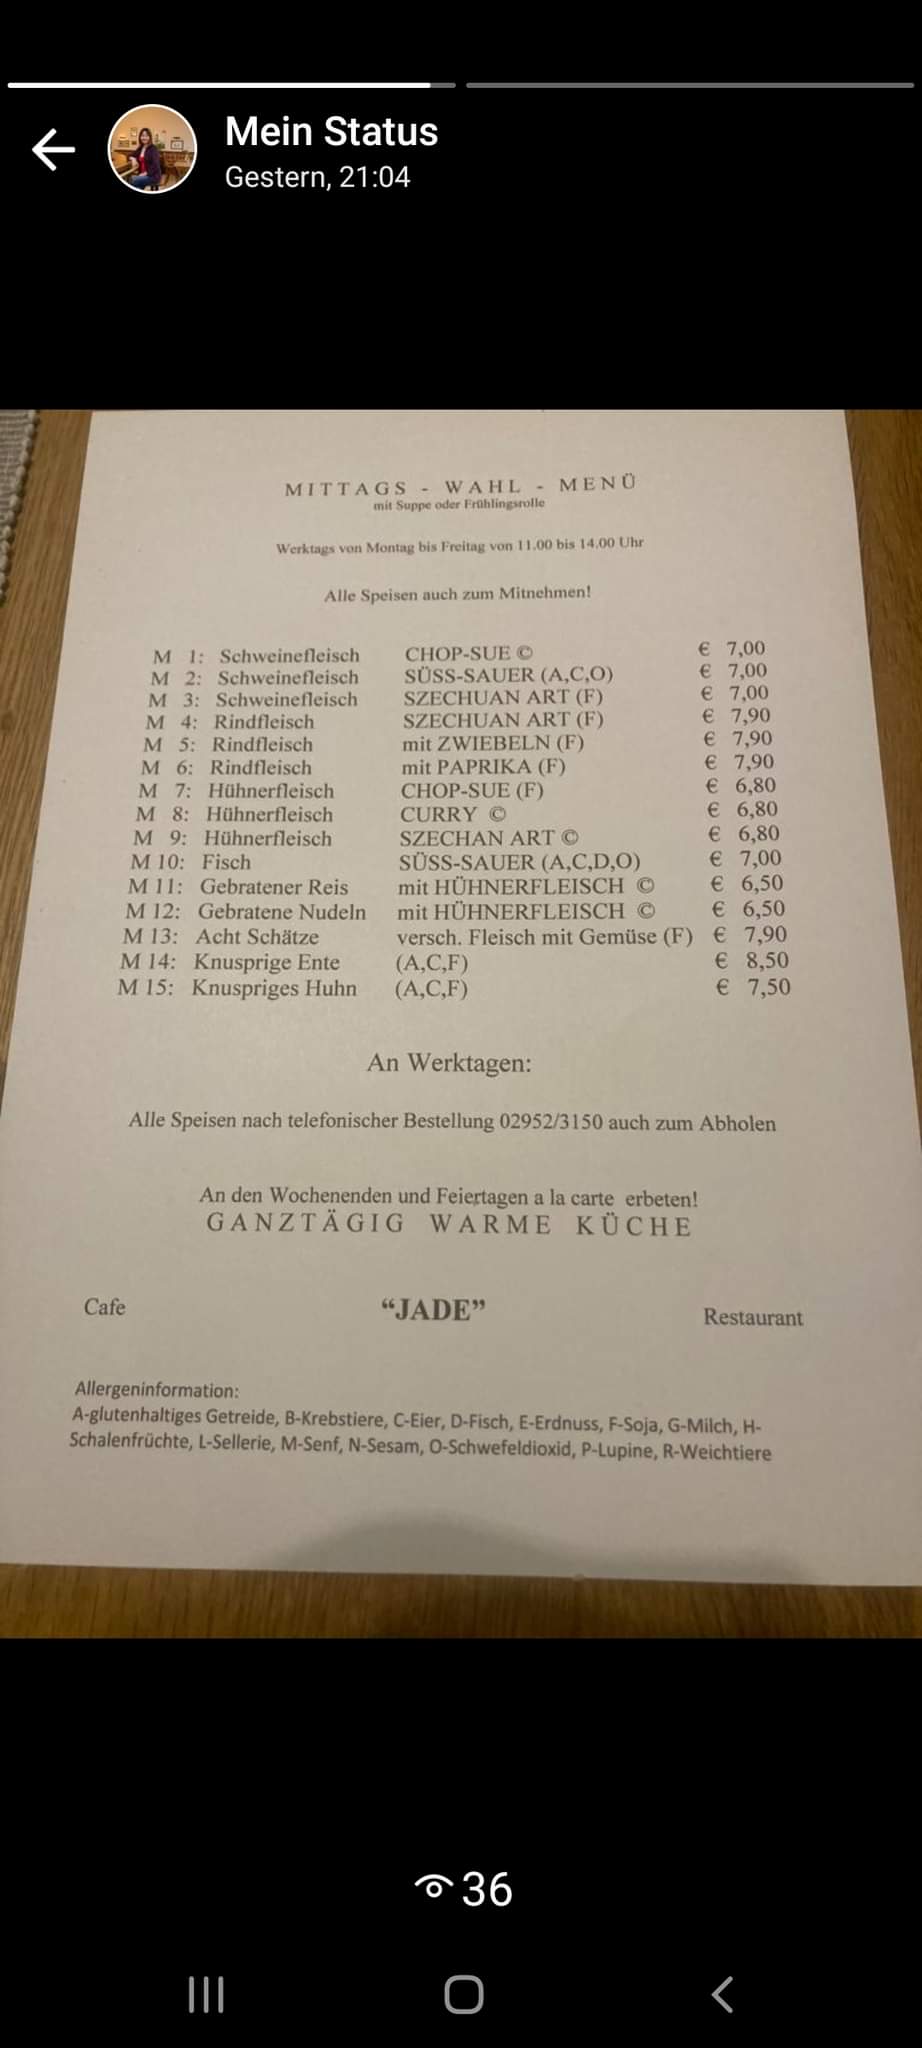 Mein Status
Gestern, 21:04
MITTAGS - WAHL - MENÜ
mit Suppe oder Frühlingsrolle
Werktags von Montag bis Freitag von 11.00 bis 14.00 Uhr
Alle Speisen auch zum Mitnehmen!
M 1: Schweinefleisch CHOP-SUE © € 7,00
M 2: Schweinefleisch SÜSS-SAUER (A,C,O) € 7,00
M 3: Schweinefleisch SZECHUAN ART (F) € 7,00
M 4: Rindfleisch SZECHUAN ART (F) € 7,90
M 5: Rindfleisch mit ZWIEBELN (F) € 7,90
M 6: Rindfleisch mit PAPRIKA (F) € 7,90
M 7: Hühnerfleisch CHOP-SUE (F) € 6,80
M 8: Hühnerfleisch CURRY © € 6,80
M 9: Hühnerfleisch SZECHAN ART © € 6,80
M 10: Fisch SÜSS-SAUER (A,C,D,O) € 7,00
M 11: Gebratener Reis mit HÜHNERFLEISCH © € 6,50
M 12: Gebratene Nudeln mit HÜHNERFLEISCH © € 6,50
M 13: Acht Schätze versch. Fleisch mit Gemüse (F) € 7,90
M 14: Knusprige Ente (A,C,F) € 8,50
M 15: Knuspriges Huhn (A,C,F) € 7,50
An Werktagen:
Alle Speisen nach telefonischer Bestellung 02952/3150 auch zum Abholen
An den Wochenenden und Feiertagen a la carte erbeten!
GANZTÄGIG WARME KÜCHE
Cafe “JADE” Restaurant
Allergeninformation:
A-glutenhaltiges Getreide, B-Krebstiere, C-Eier, D-Fisch, E-Erdnuss, F-Soja, G-Milch, H-
Schalenfrüchte, L-Sellerie, M-Senf, N-Sesam, O-Schwefeldioxid, P-Lupine, R-Weichtiere
36